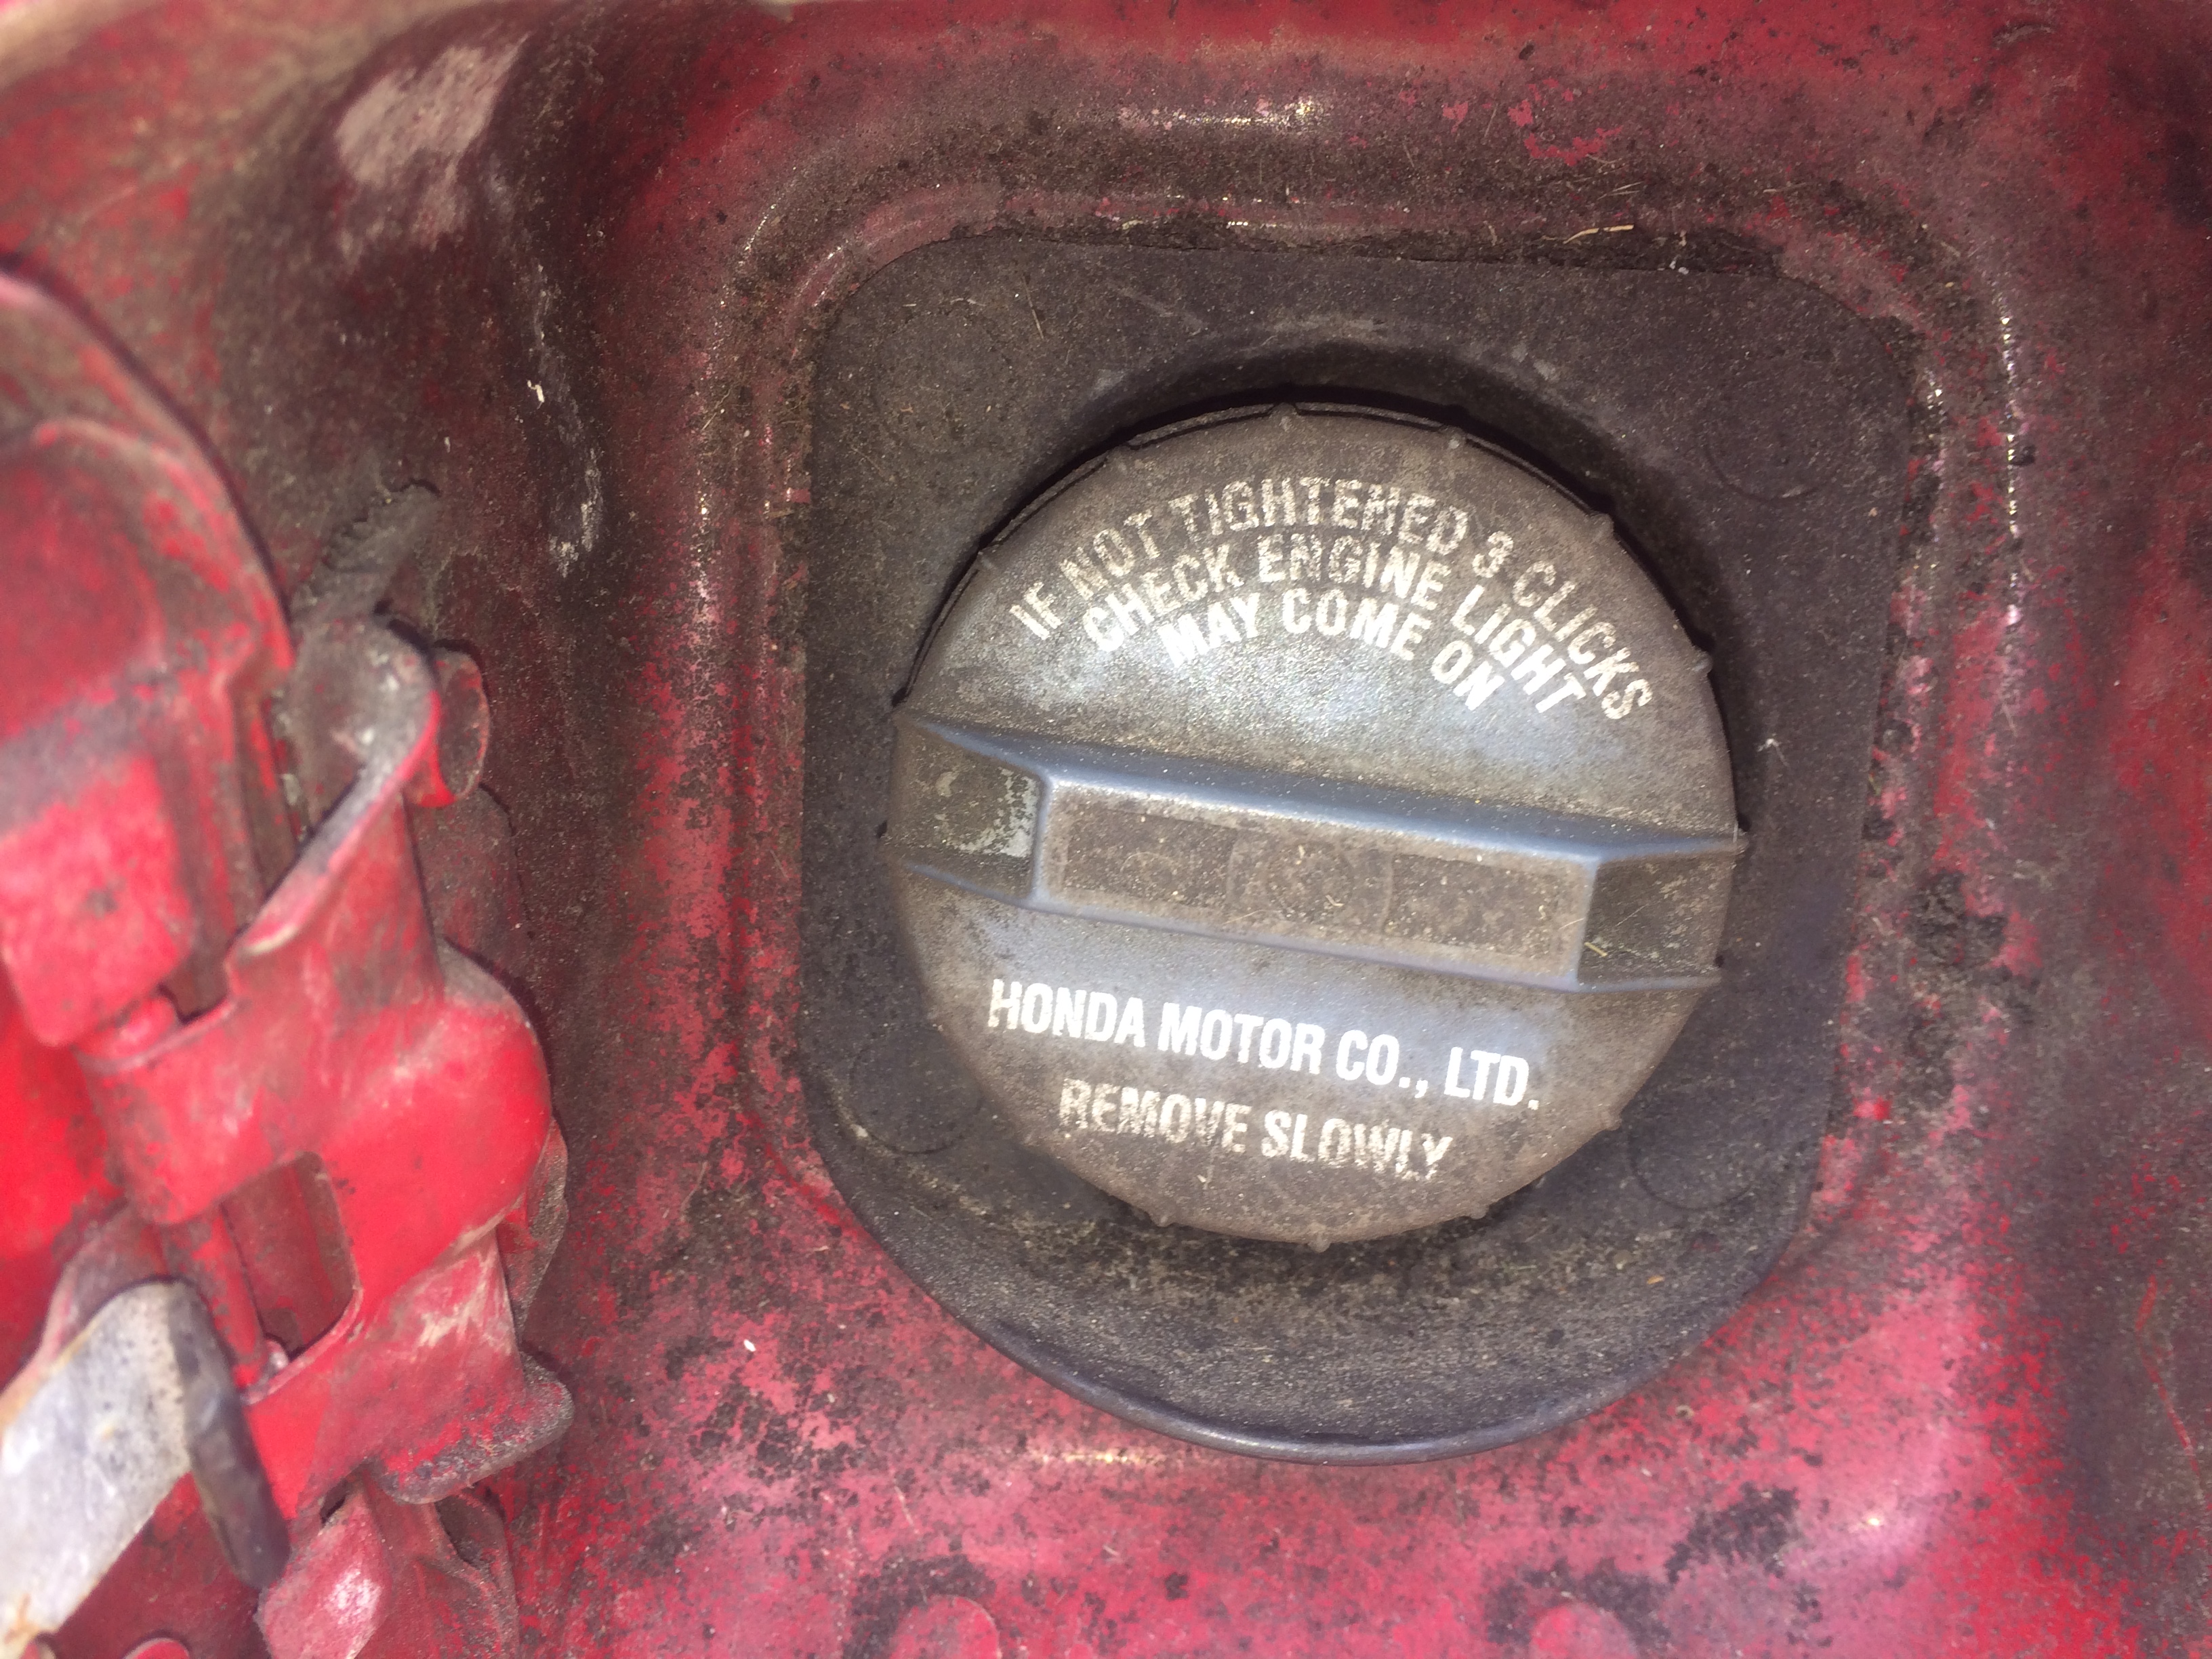 IF NOT TIGHTENED 3 CLICKS
CHECK ENGINE LIGHT
MAY COME ON
HONDA MOTOR CO., LTD.
REMOVE SLOWLY